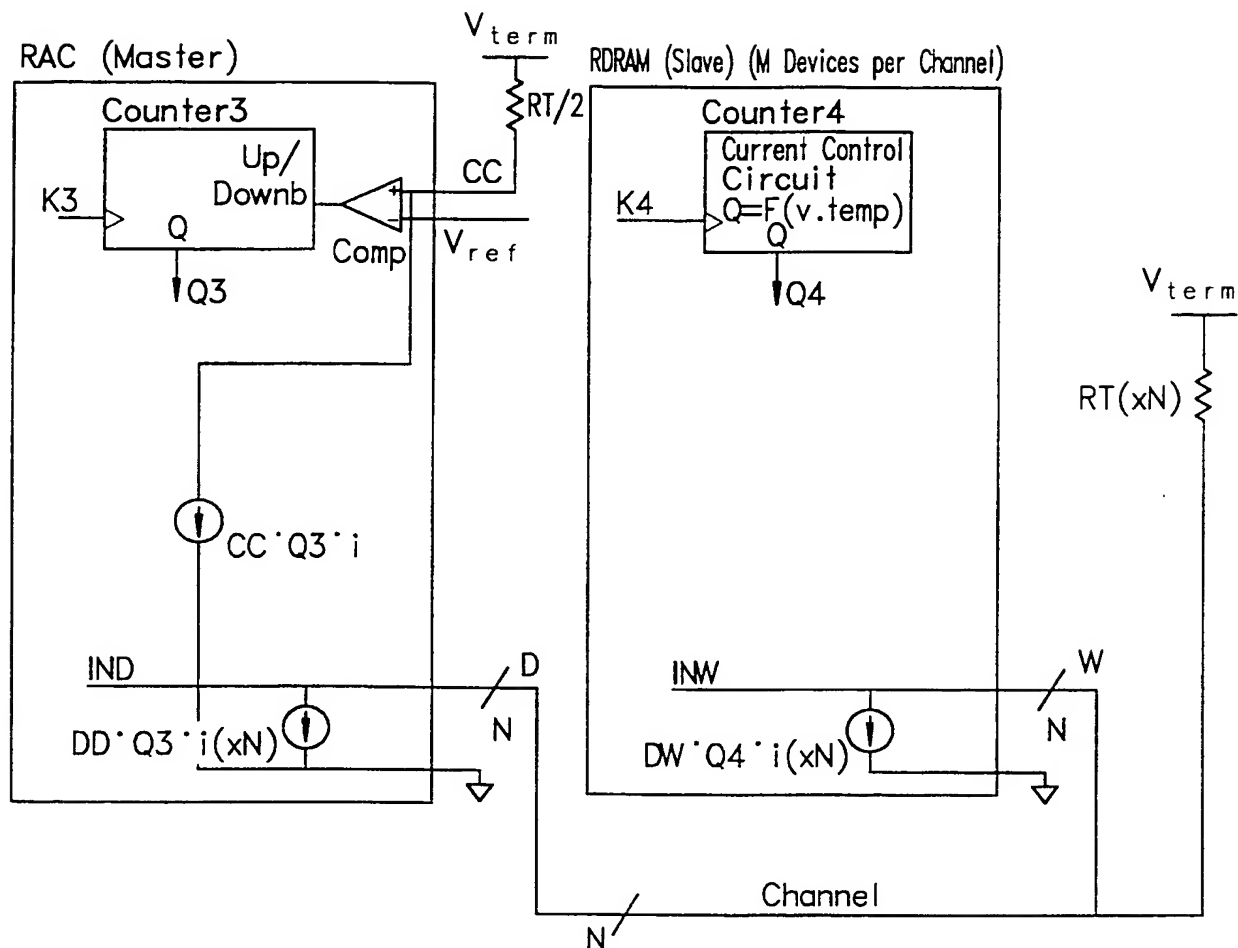 V term
RAC (Master)
RDRAM (Slave) (M Devices per Channel)
RT/2
Counter3
Counter4
Up/
Downb
CC
+
−
K3
Q
Comp
V ref
Q3
Current Control
Circuit
Q=F(v.temp)
K4
Q
Q4
V term
RT(xN)
CC·Q3·i
IND
D
N
DD·Q3·i(xN)
INW
W
N
DW·Q4·i(xN)
Channel
N